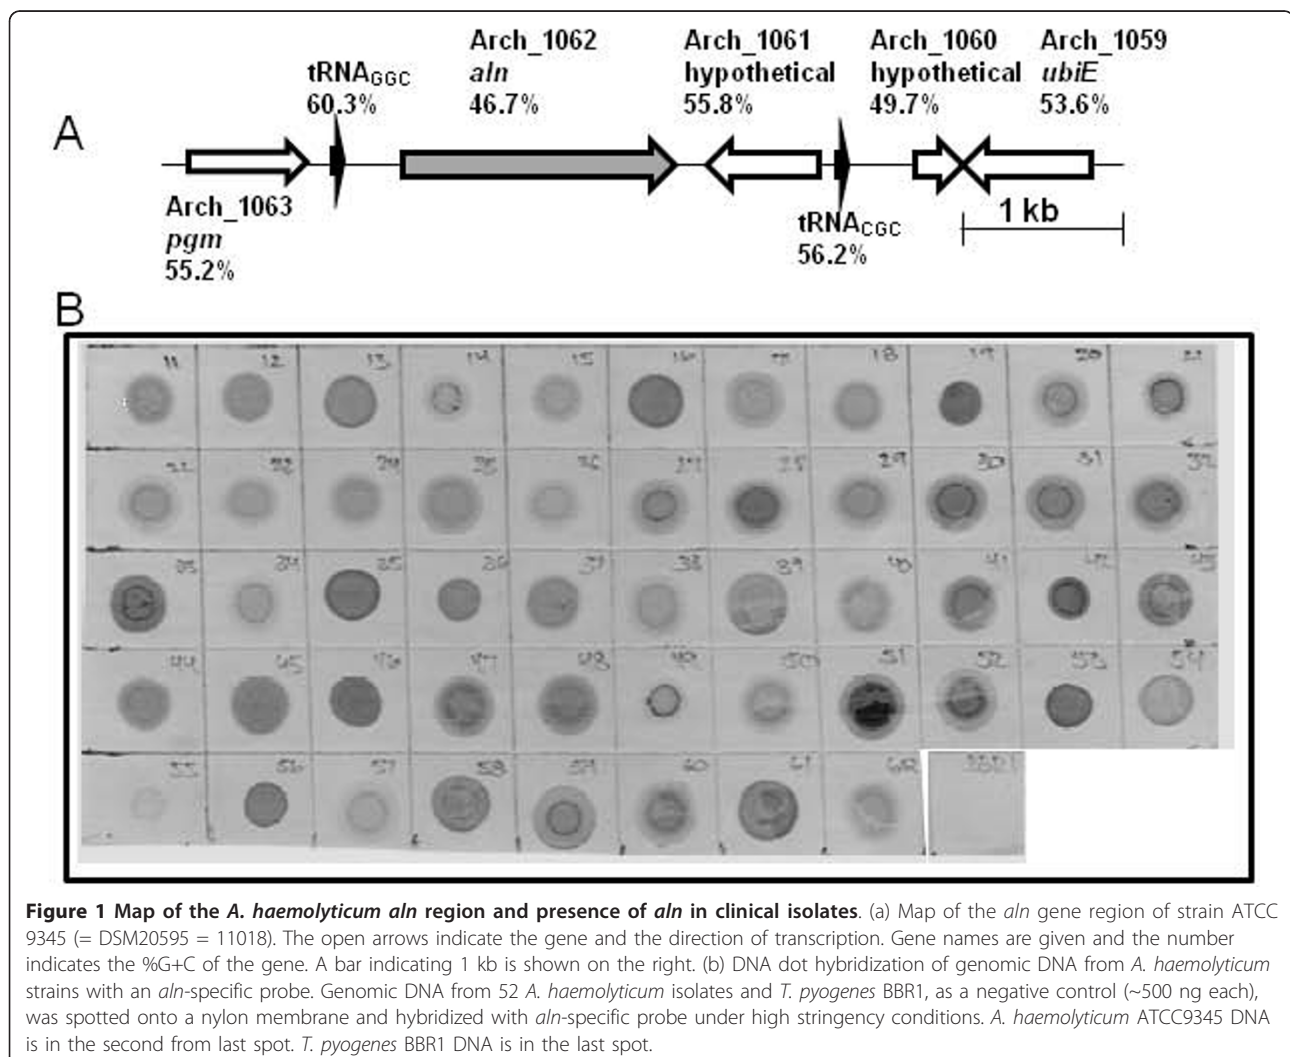 Arch_1062
aln
46.7%
Arch_1061
hypothetical
55.8%
Arch_1060
hypothetical
49.7%
Arch_1059
ubiE
53.6%
tRNAGGC
60.3%
A
Arch_1063
pgm
55.2%
tRNACGC
56.2%
1 kb
B
11 12 13 14 15 16 17 18 19 20 21
22 25 26 27 29 30 31 32
33 34 35 36 37 38 39 40 41 42 43
44 45 46 47 48 49 50 51 52 53 54
55 56 57 58 59 60 61 62
Figure 1 Map of the A. haemolyticum aln region and presence of aln in clinical isolates. (a) Map of the aln gene region of strain ATCC
9345 (= DSM20595 = 11018). The open arrows indicate the gene and the direction of transcription. Gene names are given and the number
indicates the %G+C of the gene. A bar indicating 1 kb is shown on the right. (b) DNA dot hybridization of genomic DNA from A. haemolyticum
strains with an aln-specific probe. Genomic DNA from 52 A. haemolyticum isolates and T. pyogenes BBR1, as a negative control (~500 ng each),
was spotted onto a nylon membrane and hybridized with aln-specific probe under high stringency conditions. A. haemolyticum ATCC9345 DNA
is in the second from last spot. T. pyogenes BBR1 DNA is in the last spot.